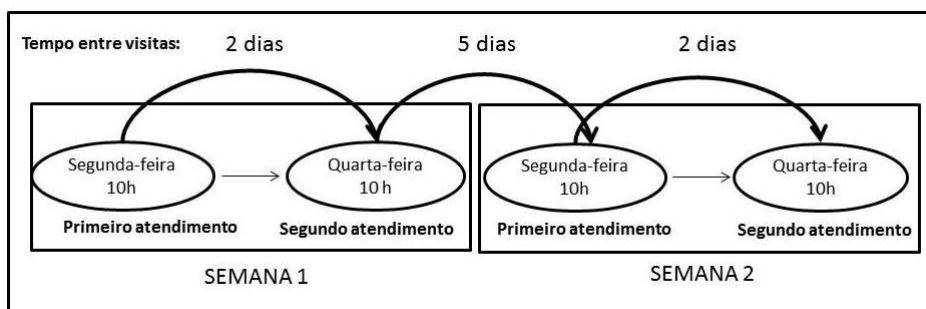 Tempo entre visitas: 2 dias 5 dias 2 dias
Segunda-feira Quarta-feira Segunda-feira Quarta-feira
10h 10 h 10h 10h
Primeiro atendimento Segundo atendimento Primeiro atendimento Segundo atendimento
SEMANA 1 SEMANA 2